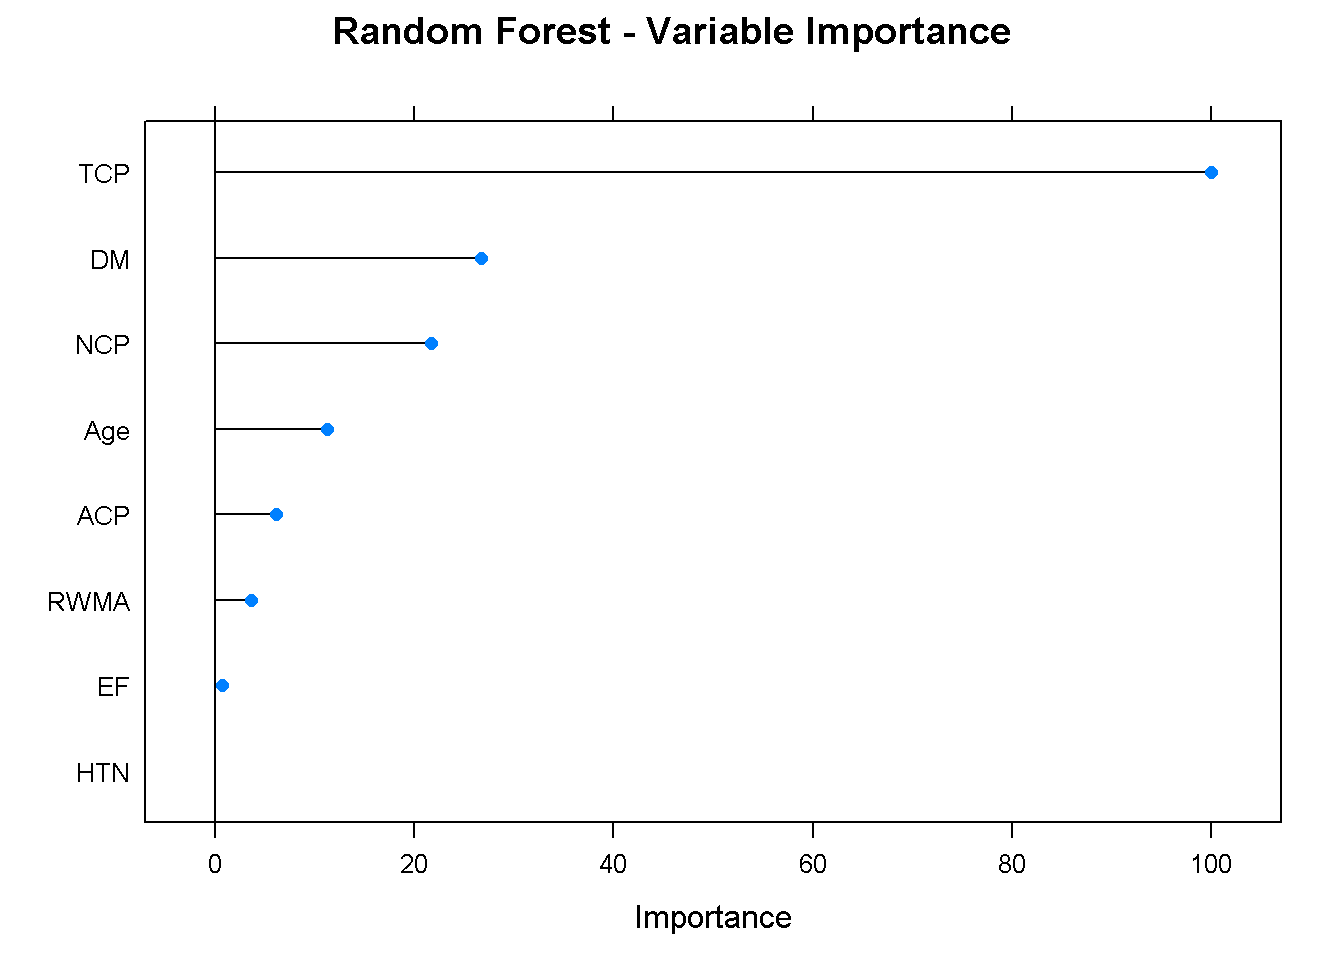 Random Forest - Variable Importance
TCP
DM
NCP
Age
ACP
RWMA
EF
HTN
0 20 40 60 80 100
Importance